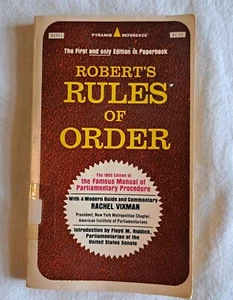 PYRAMID REFERENCE
The First and only Edition in Paperback
ROBERT'S
RULES
OF
ORDER
The 1893 Edition of
the Famous Manual of
Parliamentary Procedure
With a Modern Guide and Commentary
RACHEL VIXMAN
President, New York Metropolitan Chapter,
American Institute of Parliamentarians
Introduction by Floyd M. Riddick,
Parliamentarian of the
United States Senate